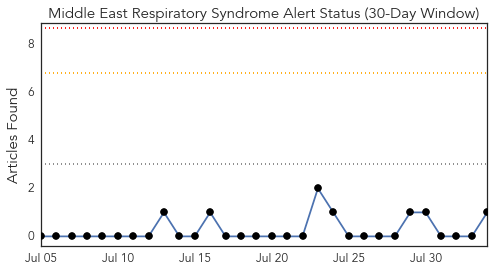 Middle East Respiratory Syndrome Alert Status (30-Day Window)
Articles Found
8
6
4
2
0
Jul 05 Jul 10 Jul 15 Jul 20 Jul 25 Jul 30